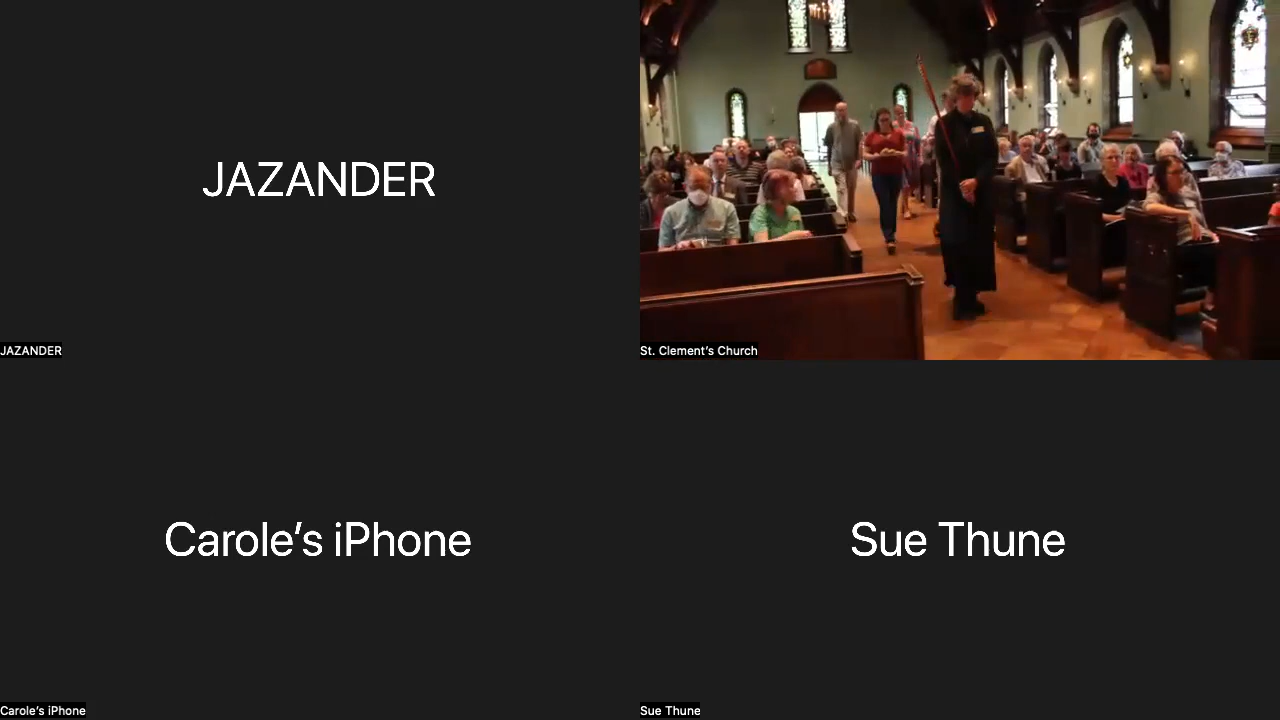 JAZANDER
JAZANDER
St. Clement's Church
Carole's iPhone
Sue Thune
Carole's iPhone
Sue Thune